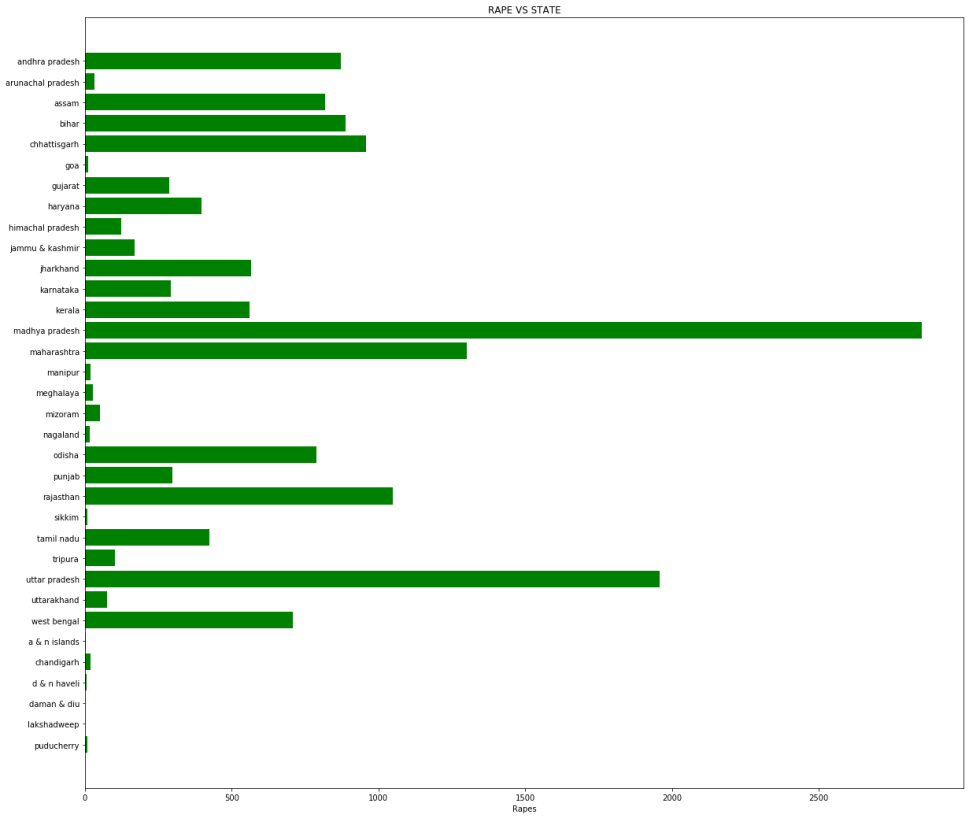 RAPE VS STATE
andhra pradesh
arunachal pradesh
assam
bihar
chhattisgarh
goa
gujarat
haryana
himachal pradesh
jammu & kashmir
jharkhand
karnataka
kerala
madhya pradesh
maharashtra
manipur
meghalaya
mizoram
nagaland
odisha
punjab
rajasthan
sikkim
tamil nadu
tripura
uttar pradesh
uttarakhand
west bengal
a & n islands
chandigarh
d & n haveli
daman & diu
lakshadweep
puducherry
0 500 1000 1500 2000 2500
Rapes